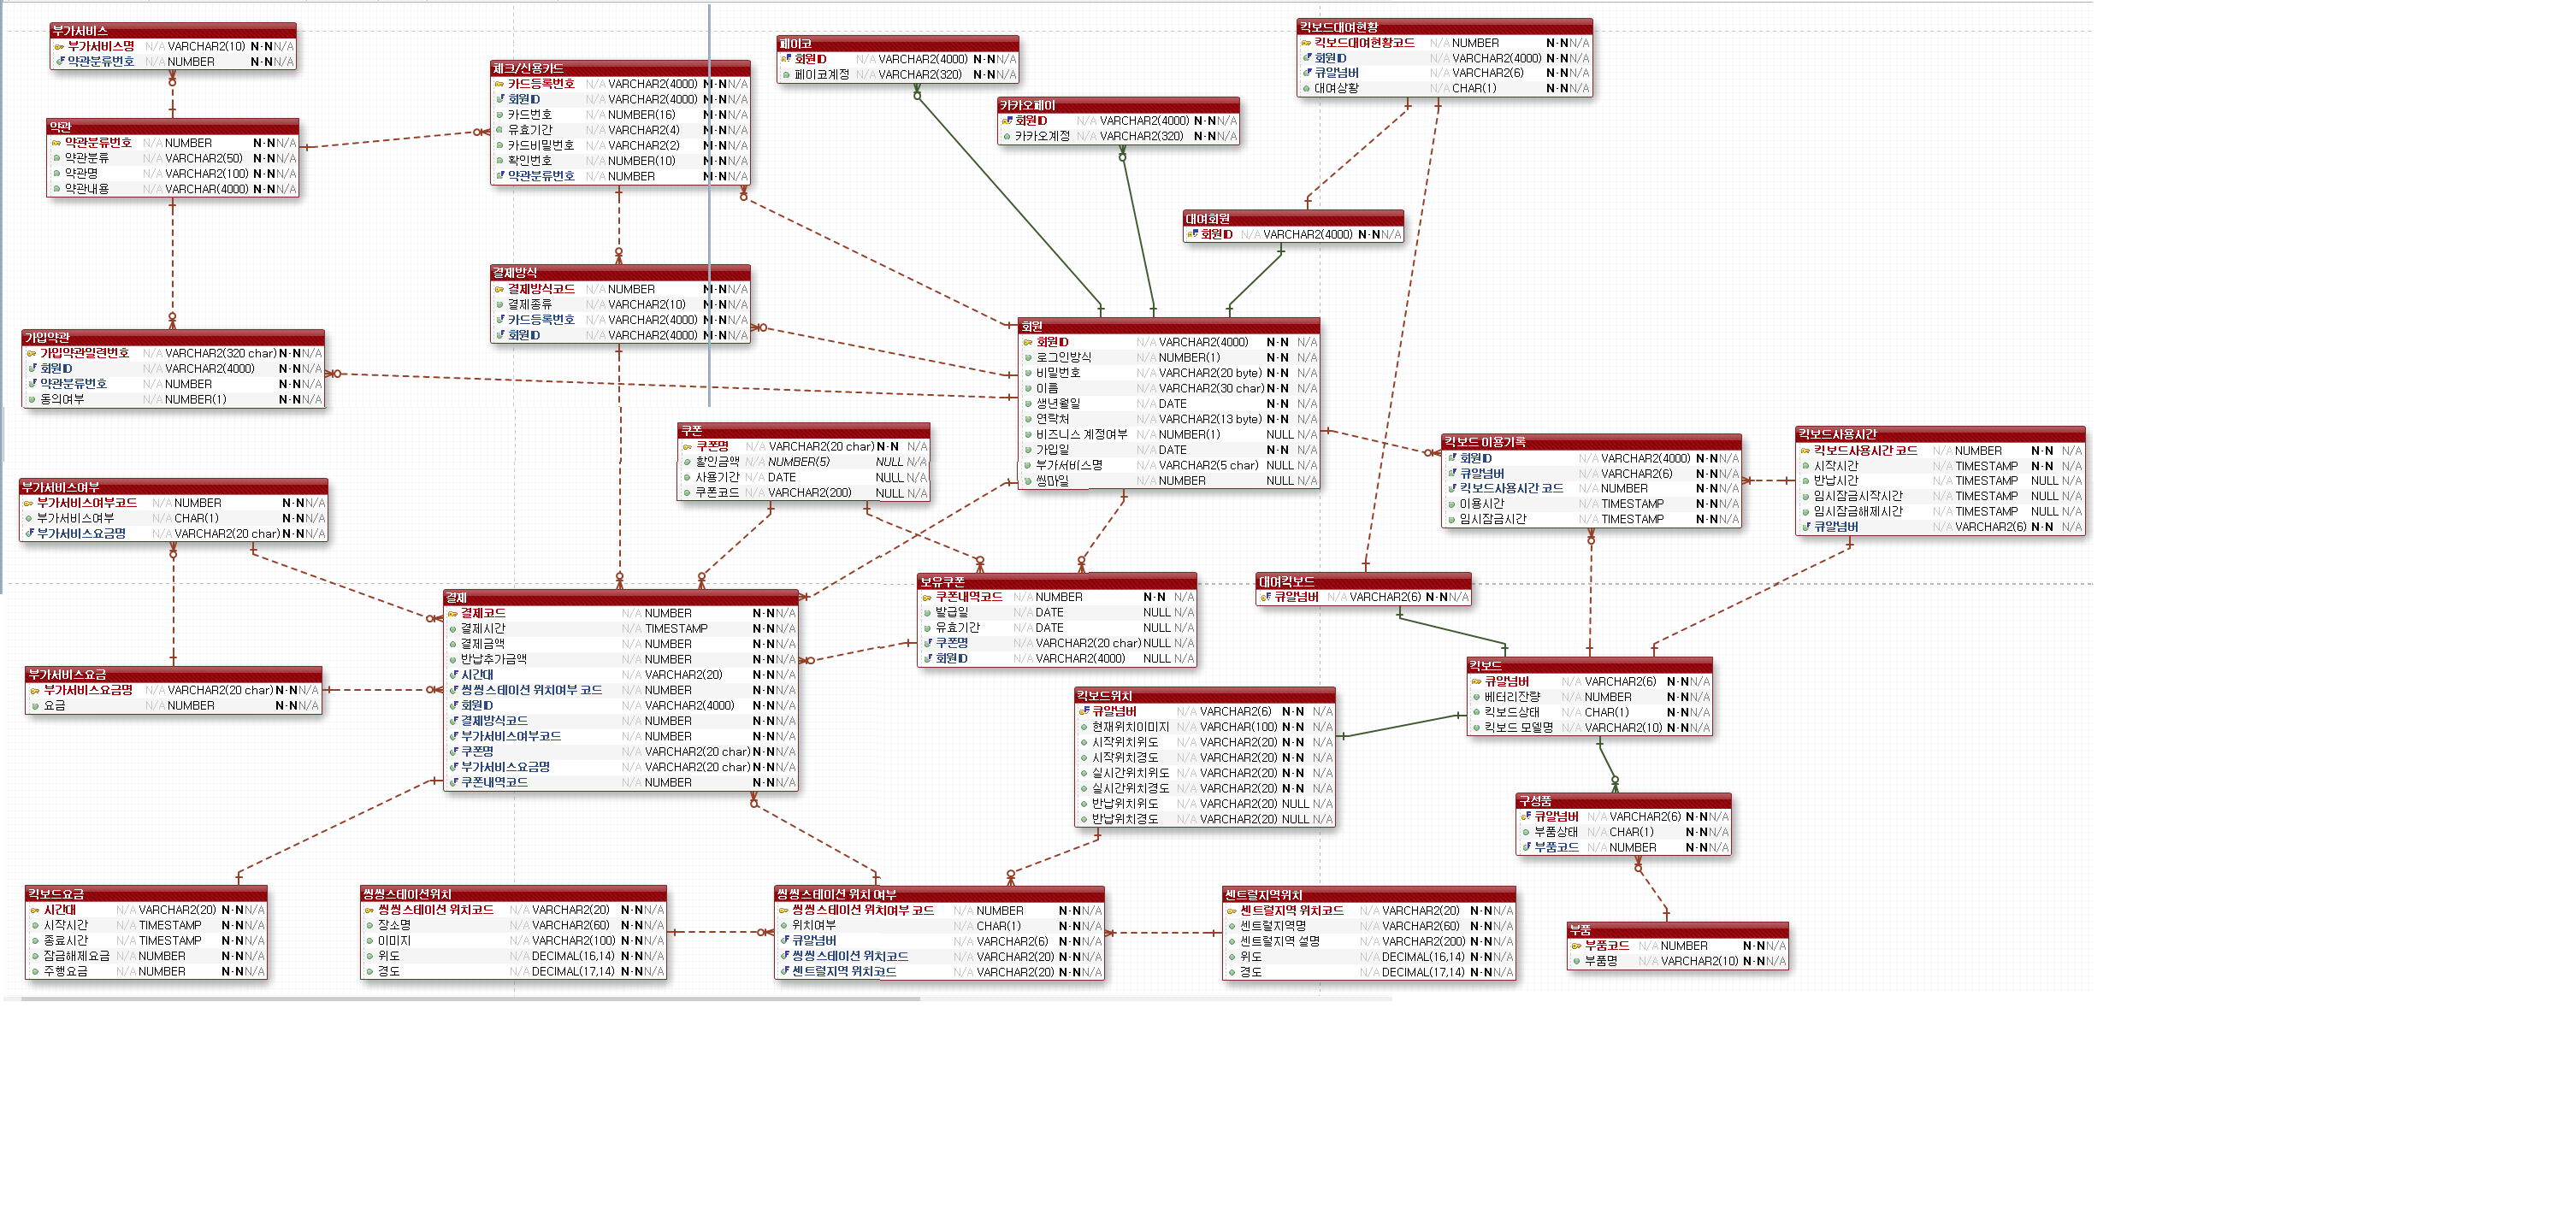 부가서비스
부가서비스명 N/A VARCHAR2(10) N-N N/A
약관분류번호 N/A NUMBER N-N N/A
약관
약관분류번호 N/A NUMBER N-N N/A
약관분류 N/A VARCHAR2(50) N-N N/A
약관명 N/A VARCHAR2(100) N-N N/A
약관내용 N/A VARCHAR(4000) N-N N/A
가입약관
가입약관일련번호 N/A VARCHAR2(320 char) N-N N/A
회원ID N/A VARCHAR2(4000) N-N N/A
약관분류번호 N/A NUMBER N-N N/A
동의여부 N/A NUMBER(1) N-N N/A
체크/신용카드
카드등록번호 N/A VARCHAR2(4000) N-N N/A
회원ID N/A VARCHAR2(4000) N-N N/A
카드번호 N/A NUMBER(16) N-N N/A
유효기간 N/A VARCHAR2(4) N-N N/A
카드비밀번호 N/A VARCHAR2(2) N-N N/A
확인번호 N/A NUMBER(10) N-N N/A
약관분류번호 N/A NUMBER N-N N/A
결제방식
결제방식코드 N/A NUMBER N-N N/A
결제종류 N/A VARCHAR2(10) N-N N/A
카드등록번호 N/A VARCHAR2(4000) N-N N/A
회원ID N/A VARCHAR2(4000) N-N N/A
페이코
회원ID N/A VARCHAR2(4000) N-N N/A
페이코계정 N/A VARCHAR2(320) N-N N/A
카카오페이
회원ID N/A VARCHAR2(4000) N-N N/A
카카오계정 N/A VARCHAR2(320) N-N N/A
킥보드대여현황
킥보드대여현황코드 N/A NUMBER N-N N/A
회원ID N/A VARCHAR2(4000) N-N N/A
큐알넘버 N/A VARCHAR2(6) N-N N/A
대여상황 N/A CHAR(1) N-N N/A
대여회원
회원ID N/A VARCHAR2(4000) N-N N/A
회원
회원ID N/A VARCHAR2(4000) N-N N/A
로그인방식 N/A NUMBER(1) N-N N/A
비밀번호 N/A VARCHAR2(20 byte) N-N N/A
이름 N/A VARCHAR2(30 char) N-N N/A
생년월일 N/A DATE N-N N/A
연락처 N/A VARCHAR2(13 byte) N-N N/A
비즈니스 계정여부 N/A NUMBER(1) NULL N/A
가입일 N/A DATE N-N N/A
부가서비스명 N/A VARCHAR2(5 char) NULL N/A
씽마일 N/A NUMBER NULL N/A
쿠폰
쿠폰명 N/A VARCHAR2(20 char) N-N N/A
할인금액 N/A NUMBER(5) NULL N/A
사용기간 N/A DATE NULL N/A
쿠폰코드 N/A VARCHAR2(200) NULL N/A
킥보드 이용기록
회원ID N/A VARCHAR2(4000) N-N N/A
큐알넘버 N/A VARCHAR2(6) N-N N/A
킥보드사용시간 코드 N/A NUMBER N-N N/A
이용시간 N/A TIMESTAMP N-N N/A
임시잠금시간 N/A TIMESTAMP N-N N/A
킥보드사용시간
킥보드사용시간 코드 N/A NUMBER N-N N/A
시작시간 N/A TIMESTAMP N-N N/A
반납시간 N/A TIMESTAMP NULL N/A
임시잠금시작시간 N/A TIMESTAMP NULL N/A
임시잠금해제시간 N/A TIMESTAMP NULL N/A
큐알넘버 N/A VARCHAR2(6) N-N N/A
부가서비스여부
부가서비스여부코드 N/A NUMBER N-N N/A
부가서비스여부 N/A CHAR(1) N-N N/A
부가서비스요금명 N/A VARCHAR2(20 char) N-N N/A
부가서비스요금
부가서비스요금명 N/A VARCHAR2(20 char) N-N N/A
요금 N/A NUMBER N-N N/A
결제
결제코드 N/A NUMBER N-N N/A
결제시간 N/A TIMESTAMP N-N N/A
결제금액 N/A NUMBER N-N N/A
반납추가금액 N/A NUMBER N-N N/A
시간대 N/A VARCHAR2(20) N-N N/A
씽씽스테이션 위치여부 코드 N/A NUMBER N-N N/A
회원ID N/A VARCHAR2(4000) N-N N/A
결제방식코드 N/A NUMBER N-N N/A
부가서비스여부코드 N/A NUMBER N-N N/A
쿠폰명 N/A VARCHAR2(20 char) N-N N/A
부가서비스요금명 N/A VARCHAR2(20 char) N-N N/A
쿠폰내역코드 N/A NUMBER N-N N/A
보유쿠폰
쿠폰내역코드 N/A NUMBER N-N N/A
발급일 N/A DATE NULL N/A
유효기간 N/A DATE NULL N/A
쿠폰명 N/A VARCHAR2(20 char) NULL N/A
회원ID N/A VARCHAR2(4000) NULL N/A
대여킥보드
큐알넘버 N/A VARCHAR2(6) N-N N/A
킥보드
큐알넘버 N/A VARCHAR2(6) N-N N/A
베터리잔량 N/A NUMBER N-N N/A
킥보드상태 N/A CHAR(1) N-N N/A
킥보드 모델명 N/A VARCHAR2(10) N-N N/A
킥보드위치
큐알넘버 N/A VARCHAR2(6) N-N N/A
현재위치이미지 N/A VARCHAR(100) N-N N/A
시작위치위도 N/A VARCHAR2(20) N-N N/A
시작위치경도 N/A VARCHAR2(20) N-N N/A
실시간위치위도 N/A VARCHAR2(20) N-N N/A
실시간위치경도 N/A VARCHAR2(20) N-N N/A
반납위치위도 N/A VARCHAR2(20) NULL N/A
반납위치경도 N/A VARCHAR2(20) NULL N/A
구성품
큐알넘버 N/A VARCHAR2(6) N-N N/A
부품상태 N/A CHAR(1) N-N N/A
부품코드 N/A NUMBER N-N N/A
킥보드요금
시간대 N/A VARCHAR2(20) N-N N/A
시작시간 N/A TIMESTAMP N-N N/A
종료시간 N/A TIMESTAMP N-N N/A
잠금해제요금 N/A NUMBER N-N N/A
주행요금 N/A NUMBER N-N N/A
씽씽스테이션위치
씽씽스테이션 위치코드 N/A VARCHAR2(20) N-N N/A
장소명 N/A VARCHAR2(60) N-N N/A
이미지 N/A VARCHAR2(100) N-N N/A
위도 N/A DECIMAL(16,14) N-N N/A
경도 N/A DECIMAL(17,14) N-N N/A
씽씽스테이션 위치 여부
씽씽스테이션 위치여부 코드 N/A NUMBER N-N N/A
위치여부 N/A CHAR(1) N-N N/A
큐알넘버 N/A VARCHAR2(6) N-N N/A
씽씽스테이션 위치코드 N/A VARCHAR2(20) N-N N/A
센트럴지역 위치코드 N/A VARCHAR2(20) N-N N/A
센트럴지역위치
센트럴지역 위치코드 N/A VARCHAR2(20) N-N N/A
센트럴지역명 N/A VARCHAR2(60) N-N N/A
센트럴지역 설명 N/A VARCHAR2(200) N-N N/A
위도 N/A DECIMAL(16,14) N-N N/A
경도 N/A DECIMAL(17,14) N-N N/A
부품
부품코드 N/A NUMBER N-N N/A
부품명 N/A VARCHAR2(10) N-N N/A